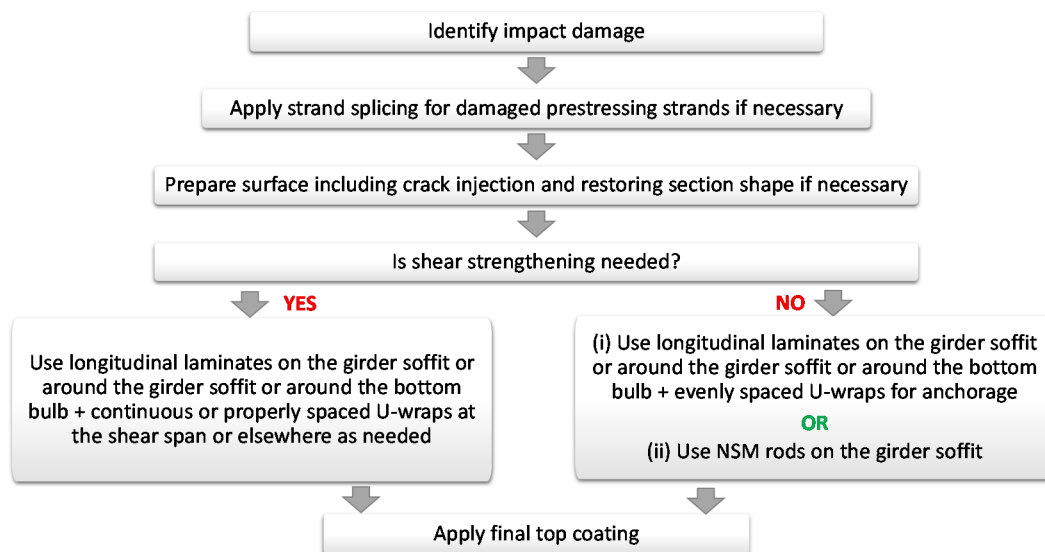 Identify impact damage
Apply strand splicing for damaged prestressing strands if necessary
Prepare surface including crack injection and restoring section shape if necessary
Is shear strengthening needed?
YES
NO
Use longitudinal laminates on the girder soffit or
around the girder soffit or around the bottom
bulb + continuous or properly spaced U-wraps at
the shear span or elsewhere as needed
(i) Use longitudinal laminates on the girder soffit
or around the girder soffit or around the bottom
bulb + evenly spaced U-wraps for anchorage
OR
(ii) Use NSM rods on the girder soffit
Apply final top coating